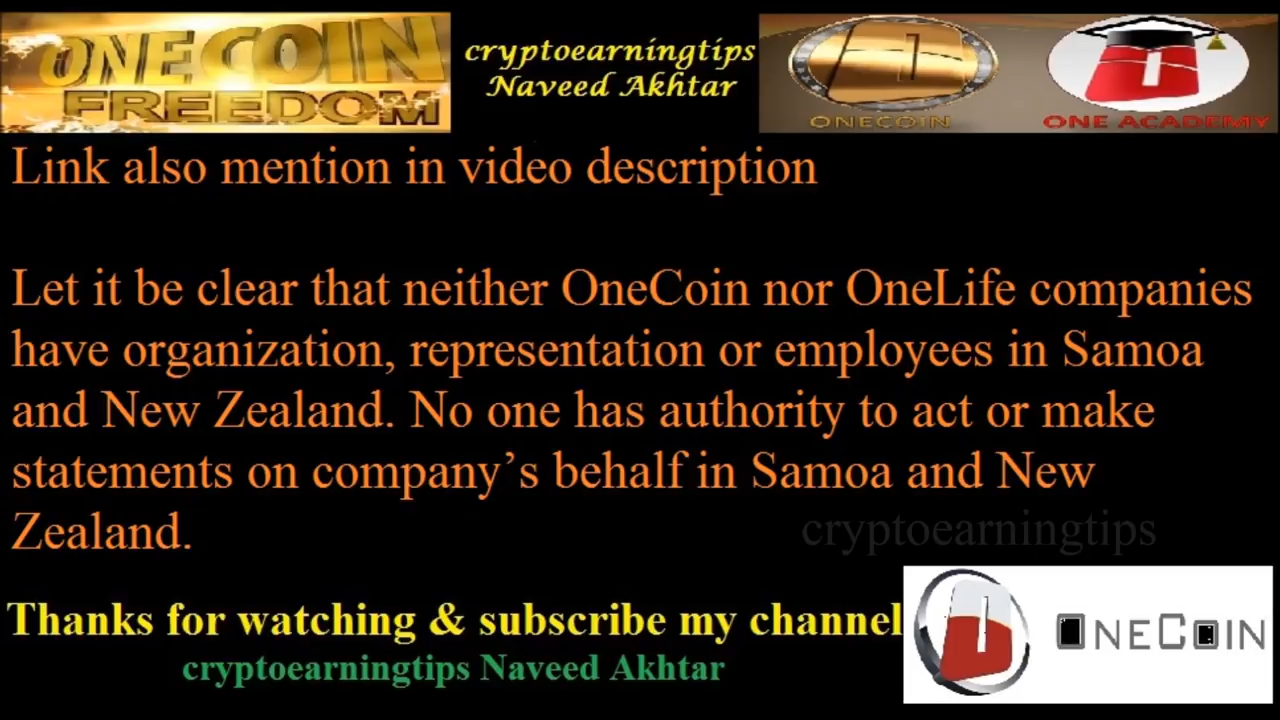 ONECOIN
FREEDOM
cryptoearningtips
Naveed Akhtar
ONECOIN
ONE ACADEMY
Link also mention in video description
Let it be clear that neither OneCoin nor OneLife companies
have organization, representation or employees in Samoa
and New Zealand. No one has authority to act or make
statements on company’s behalf in Samoa and New
Zealand.
cryptoearningtips
Thanks for watching & subscribe my channel
cryptoearningtips Naveed Akhtar
ONECOIN